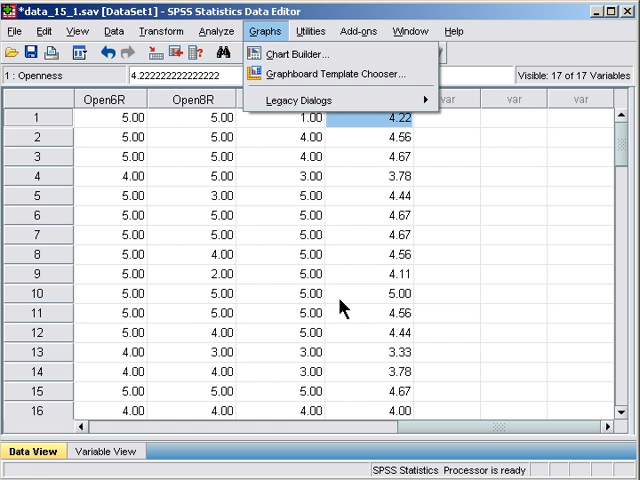 *data_15_1.sav [DataSet1] - SPSS Statistics Data Editor
File Edit View Data Transform Analyze Graphs Utilities Add-ons Window Help
Chart Builder...
Graphboard Template Chooser...
Legacy Dialogs
1 : Openness 4.222222222222222 Visible: 17 of 17 Variables
Open6R Open8R var var var
1 5.00 5.00 1.00 4.22
2 5.00 5.00 4.00 4.56
3 5.00 5.00 4.00 4.67
4 4.00 5.00 3.00 3.78
5 5.00 3.00 5.00 4.44
6 5.00 5.00 5.00 4.67
7 5.00 5.00 5.00 4.67
8 5.00 4.00 5.00 4.56
9 5.00 2.00 5.00 4.11
10 5.00 5.00 5.00 5.00
11 5.00 5.00 5.00 4.56
12 5.00 4.00 5.00 4.44
13 4.00 3.00 3.00 3.33
14 4.00 4.00 3.00 3.78
15 5.00 5.00 5.00 4.67
16 4.00 4.00 4.00 4.00
Data View Variable View
SPSS Statistics Processor is ready